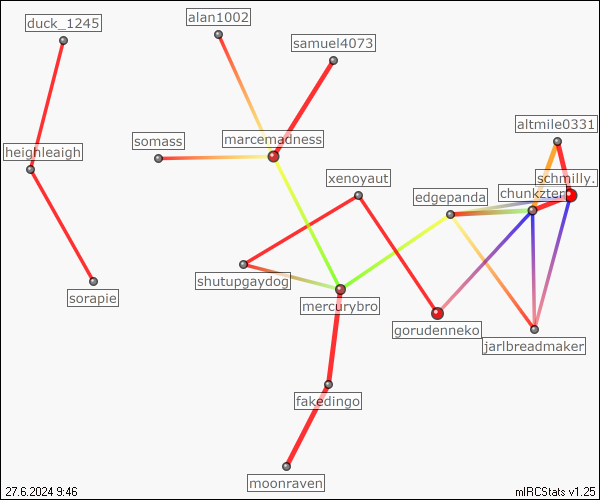 duck_1245
alan1002
samuel4073
altmile0331
marcemadness
somass
heighleaigh
schmilly.
xenoyaut
chunkzter
edgepanda
shutupgaydog
sorapie
mercurybro
gorudenneko
jarlbreadmaker
fakedingo
moonraven
27.6.2024 9:46
mIRCStats v1.25